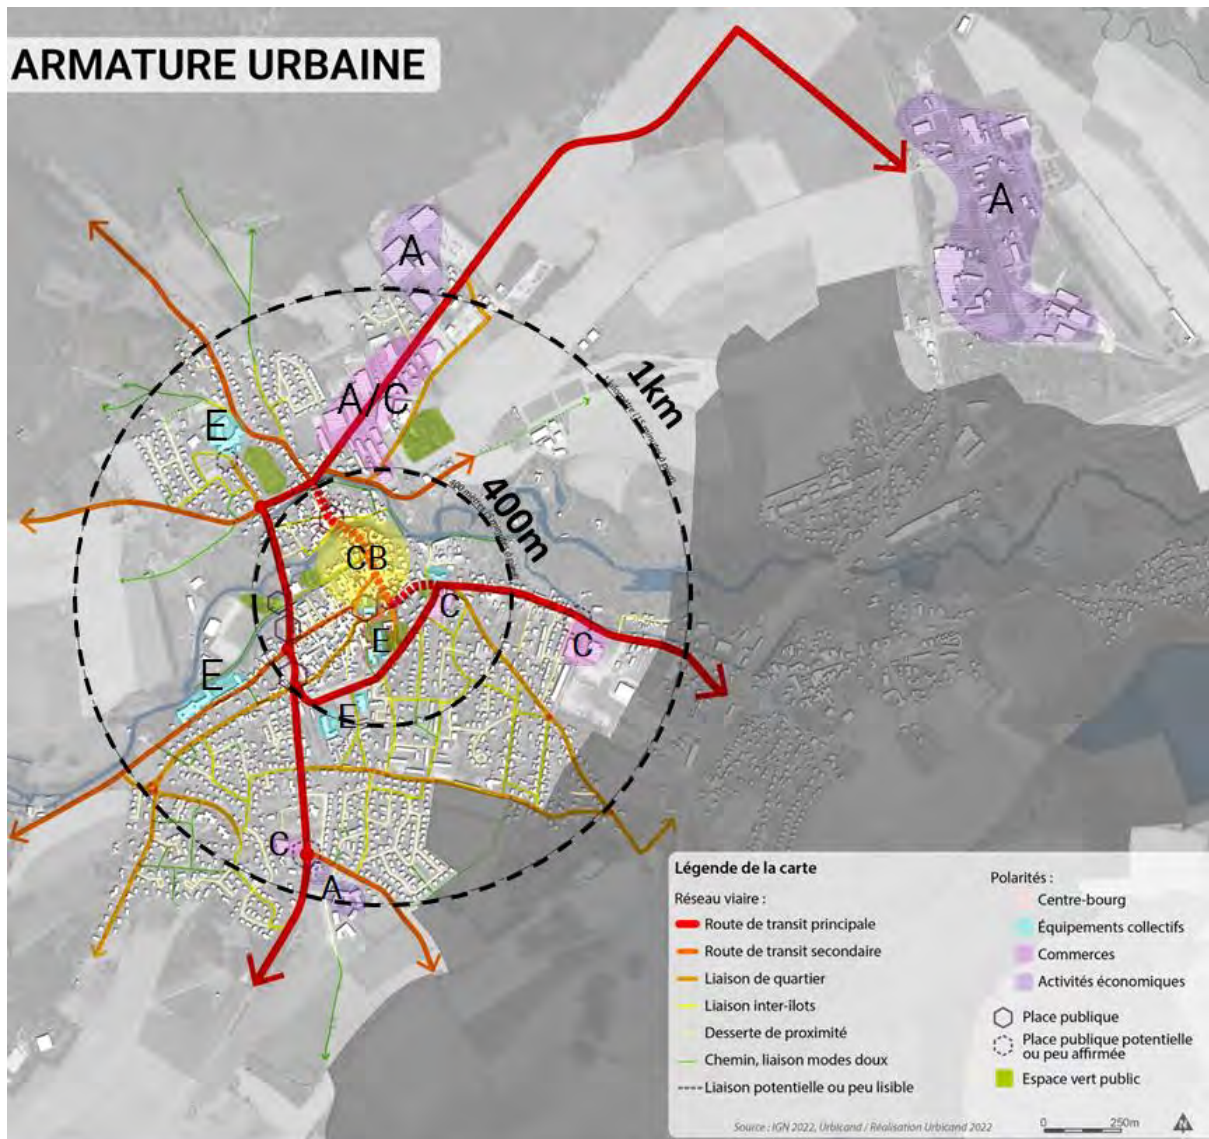 ARMATURE URBAINE
A
A
1km
A/C
E
400m
CB
C
E
C
E
E
C
A
Légende de la carte
Réseau viaire :
Route de transit principale
Route de transit secondaire
Liaison de quartier
Liaison inter-îlots
Desserte de proximité
Chemin, liaison modes doux
Liaison potentielle ou peu lisible
Polarités :
Centre-bourg
Équipements collectifs
Commerces
Activités économiques
Place publique
Place publique potentielle
ou peu affirmée
Espace vert public
Source : IGN 2022, Urbicand / Réalisation Urbicand 2022
0 250m
N